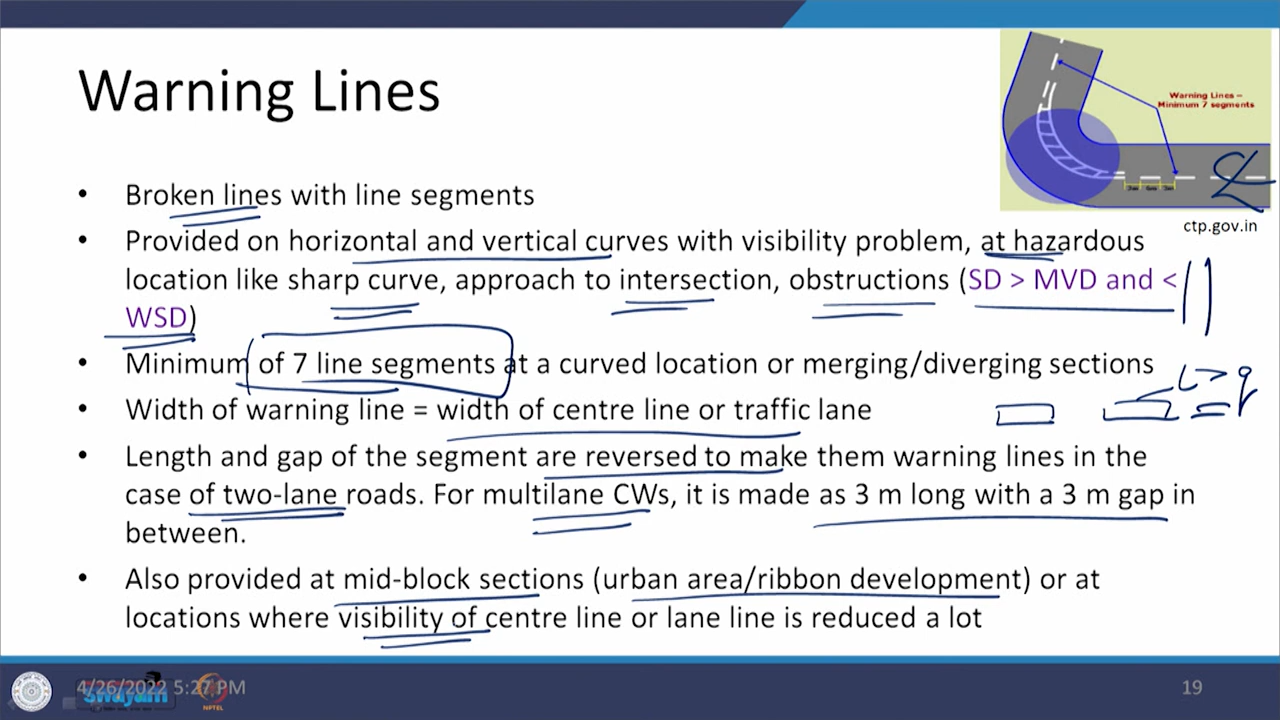 Warning Lines
Warning Lines –
Minimum 7 segments
ctp.gov.in
• Broken lines with line segments
• Provided on horizontal and vertical curves with visibility problem, at hazardous
location like sharp curve, approach to intersection, obstructions (SD > MVD and <
WSD)
• Minimum of 7 line segments at a curved location or merging/diverging sections
• Width of warning line = width of centre line or traffic lane
• Length and gap of the segment are reversed to make them warning lines in the
case of two-lane roads. For multilane CWs, it is made as 3 m long with a 3 m gap in
between.
• Also provided at mid-block sections (urban area/ribbon development) or at
locations where visibility of centre line or lane line is reduced a lot
4/26/2022 5:27 PM
swayam
NPTEL
19